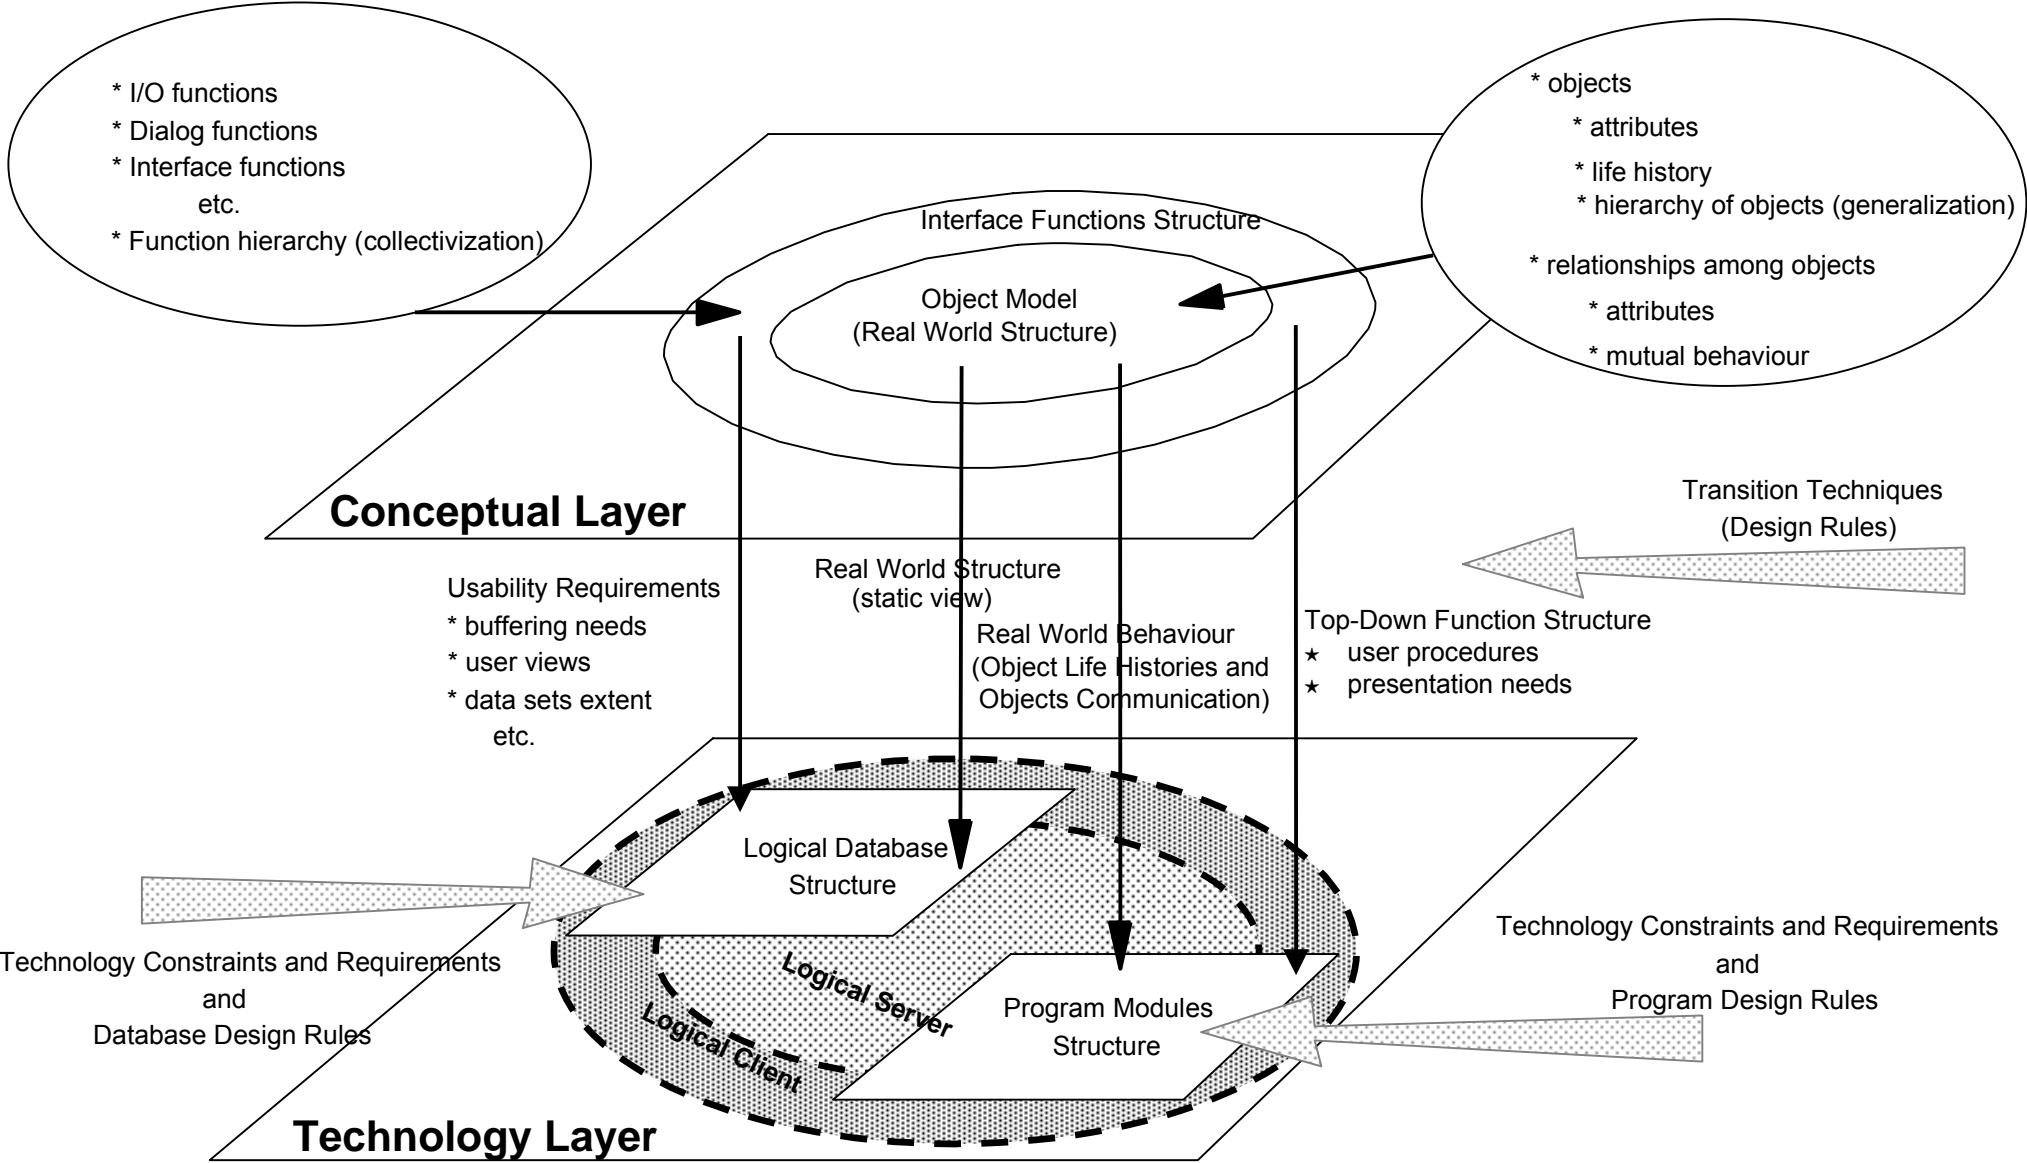 * I/O functions
* Dialog functions
* Interface functions
etc.
* Function hierarchy (collectivization)
* objects
* attributes
* life history
* hierarchy of objects (generalization)
* relationships among objects
* attributes
* mutual behaviour
Interface Functions Structure
Object Model
(Real World Structure)
Conceptual Layer
Transition Techniques
(Design Rules)
Usability Requirements
* buffering needs
* user views
* data sets extent
etc.
Real World Structure
(static view)
Real World Behaviour
(Object Life Histories and
Objects Communication)
Top-Down Function Structure
★ user procedures
★ presentation needs
Logical Database
Structure
Technology Constraints and Requirements
and
Database Design Rules
Logical Server
Logical Client
Program Modules
Structure
Technology Constraints and Requirements
and
Program Design Rules
Technology Layer